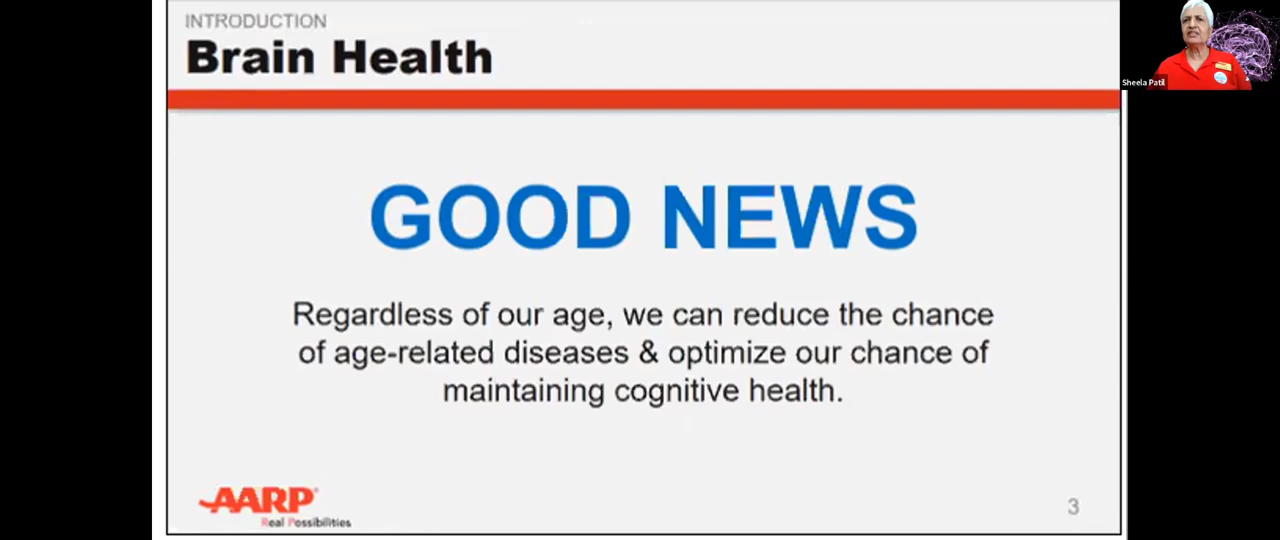 INTRODUCTION
Brain Health
GOOD NEWS
Regardless of our age, we can reduce the chance
of age-related diseases & optimize our chance of
maintaining cognitive health.
AARP®
Real Possibilities
3
Sheela Patil